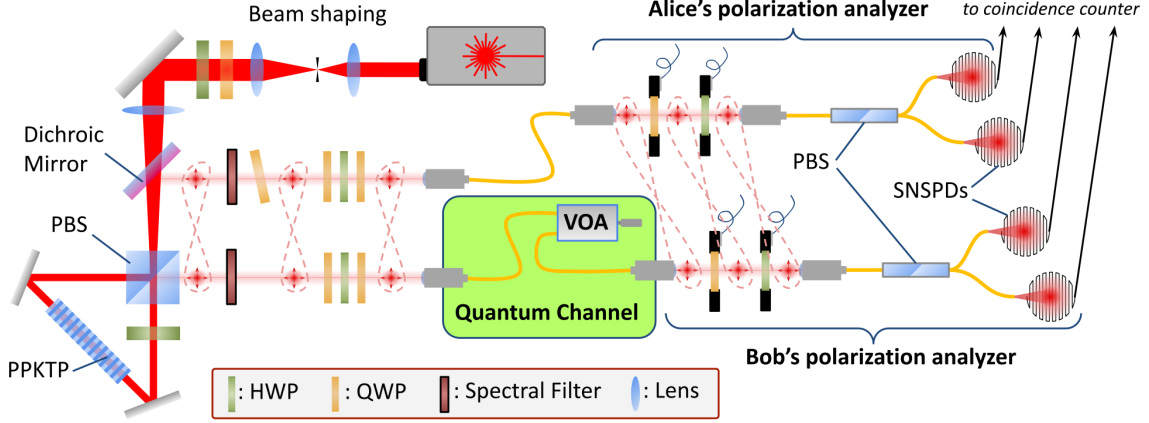 Beam shaping
Alice's polarization analyzer
to coincidence counter
Dichroic
Mirror
PBS
PBS
SNSPDs
VOA
Quantum Channel
PPKTP
Bob's polarization analyzer
: HWP
: QWP
: Spectral Filter
: Lens